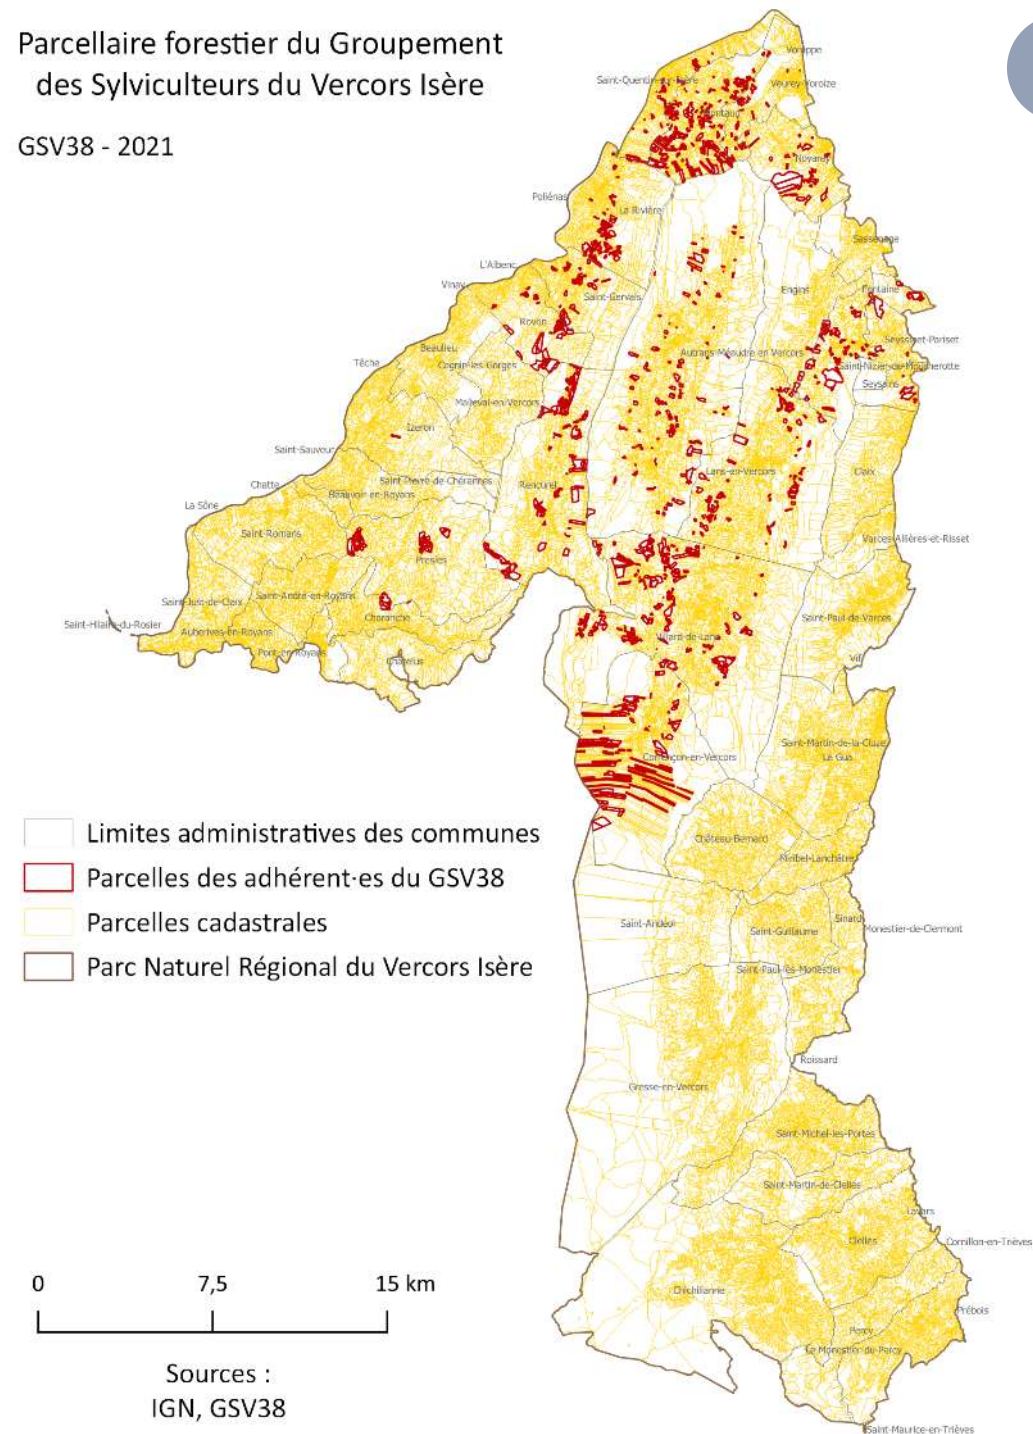 Parcellaire forestier du Groupement
des Sylviculteurs du Vercors Isère
GSV38 - 2021
Voreppe
Saint-Quentin-sur-Isère
Veurey-Voroize
Montaud
Noyarey
Poliénas
La Rivière
Sassenage
L'Albenc
Vinay
Saint-Gervais
Engins
Fontaine
Rovon
Seyssinet-Pariset
Beaulieu
Autrans-Méaudre en Vercors
Têche
Cognin-les-Gorges
Saint-Nizier-du-Moucherotte
Seyssins
Malleval-en-Vercors
Izeron
Saint-Sauveur
Lans-en-Vercors
Claix
Saint-Pierre-de-Chérennes
Rencurel
Chatte
Beauvoir-en-Royans
La Sône
Saint-Romans
Varces-Allières-et-Risset
Presles
Saint-André-en-Royans
Saint-Just-de-Claix
Choranche
Saint-Paul-de-Varces
Saint-Hilaire-du-Rosier
Auberives-en-Royans
Villard-de-Lans
Pont-en-Royans
Châtelus
Vif
Saint-Martin-de-la-Cluze
Le Gua
Corrençon-en-Vercors
Limites administratives des communes
Parcelles des adhérent·es du GSV38
Parcelles cadastrales
Parc Naturel Régional du Vercors Isère
Château-Bernard
Miribel-Lanchâtre
Saint-Andéol
Saint-Guillaume
Sinard
Monestier-de-Clermont
Saint-Paul-lès-Monestier
Roissard
Gresse-en-Vercors
Saint-Michel-les-Portes
Saint-Martin-de-Clelles
Lavars
Clelles
Cornillon-en-Trièves
Chichilianne
Prébois
Percy
Le Monestier-du-Percy
Saint-Maurice-en-Trièves
0 7,5 15 km
Sources :
IGN, GSV38